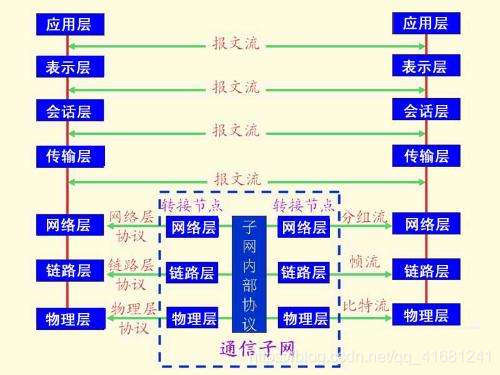 应用层 应用层
报文流
表示层 表示层
报文流
会话层 会话层
报文流
传输层 传输层
报文流
转接节点 转接节点
网络层 网络层协议 网络层 网络层 分组流 网络层
子网内部协议
链路层 链路层协议 链路层 链路层 帧流 链路层
物理层 物理层协议 物理层 物理层 比特流 物理层
通信子网
https://blog.csdn.net/qq_41681241